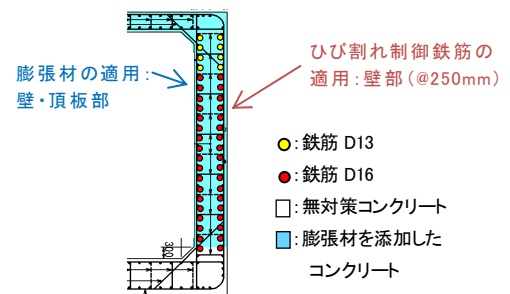 膨張材の適用:
壁・頂板部
ひび割れ制御鉄筋の
適用:壁部(@250mm)
:鉄筋 D13
:鉄筋 D16
:無対策コンクリート
:膨張材を添加した
コンクリート
300